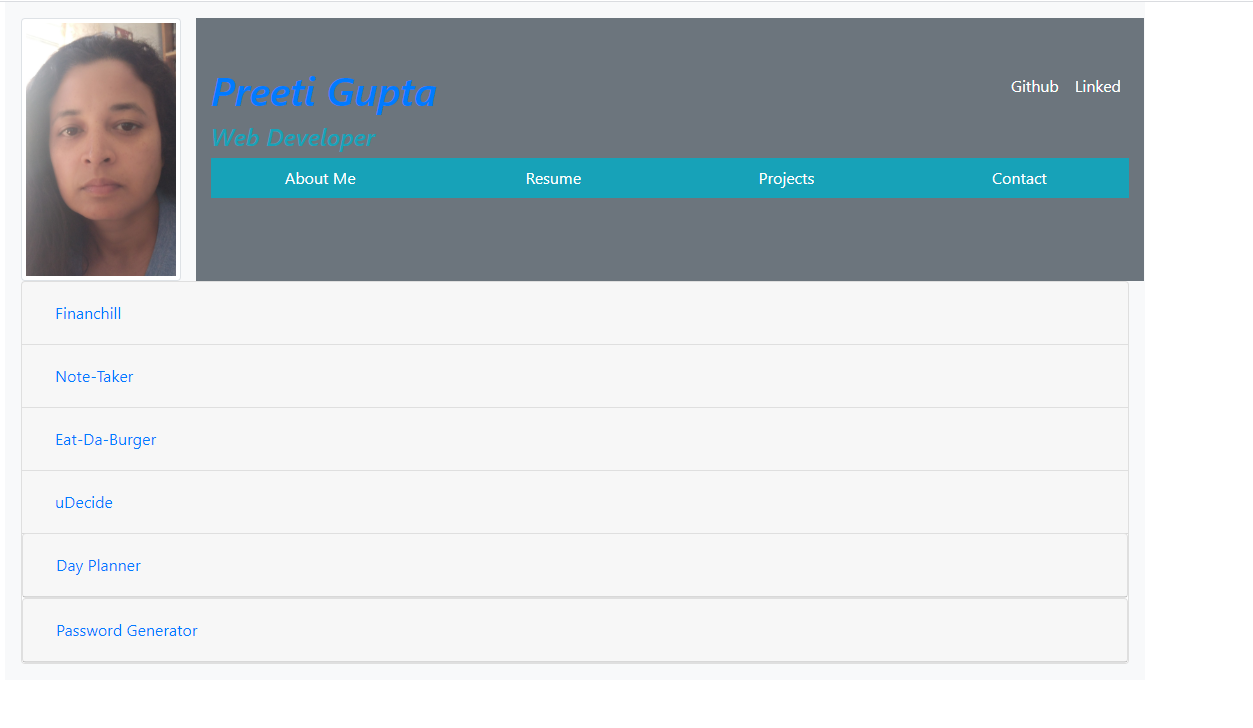 Preeti Gupta
Github Linked
Web Developer
About Me Resume Projects Contact
Financhill
Note-Taker
Eat-Da-Burger
uDecide
Day Planner
Password Generator